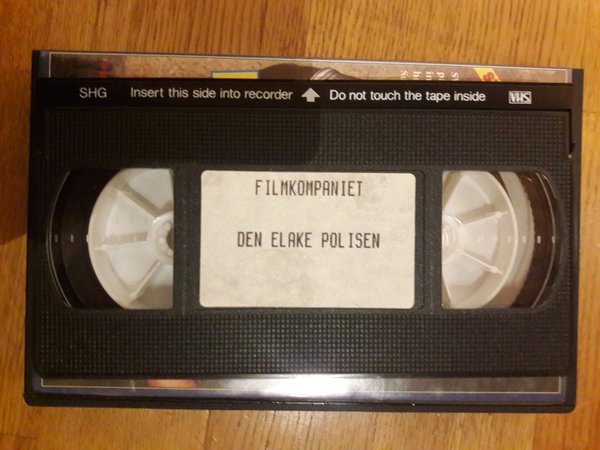 SHG Insert this side into recorder Do not touch the tape inside VHS
FILMKOMPANIET
DEN ELAKE POLISEN